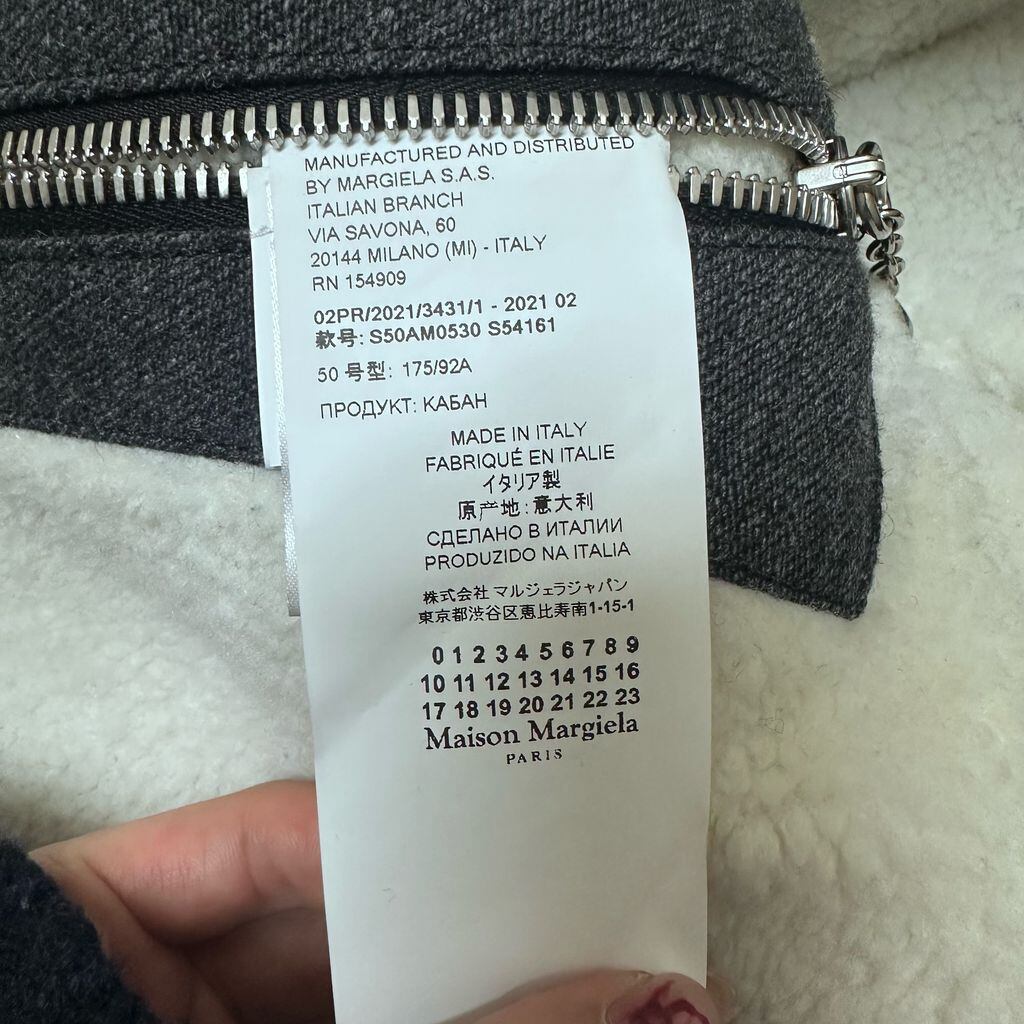 MANUFACTURED AND DISTRIBUTED
BY MARGIELA S.A.S.
ITALIAN BRANCH
VIA SAVONA, 60
20144 MILANO (MI) - ITALY
RN 154909
02PR/2021/3431/1 - 2021 02
款号: S50AM0530 S54161
50 号型: 175/92A
ПРОДУКТ: КАБАН
MADE IN ITALY
FABRIQUÉ EN ITALIE
イタリア製
原产地: 意大利
СДЕЛАНО В ИТАЛИИ
PRODUZIDO NA ITALIA
株式会社 マルジェラジャパン
東京都渋谷区恵比寿南1-15-1
0 1 2 3 4 5 6 7 8 9
10 11 12 13 14 15 16
17 18 19 20 21 22 23
Maison Margiela
PARIS